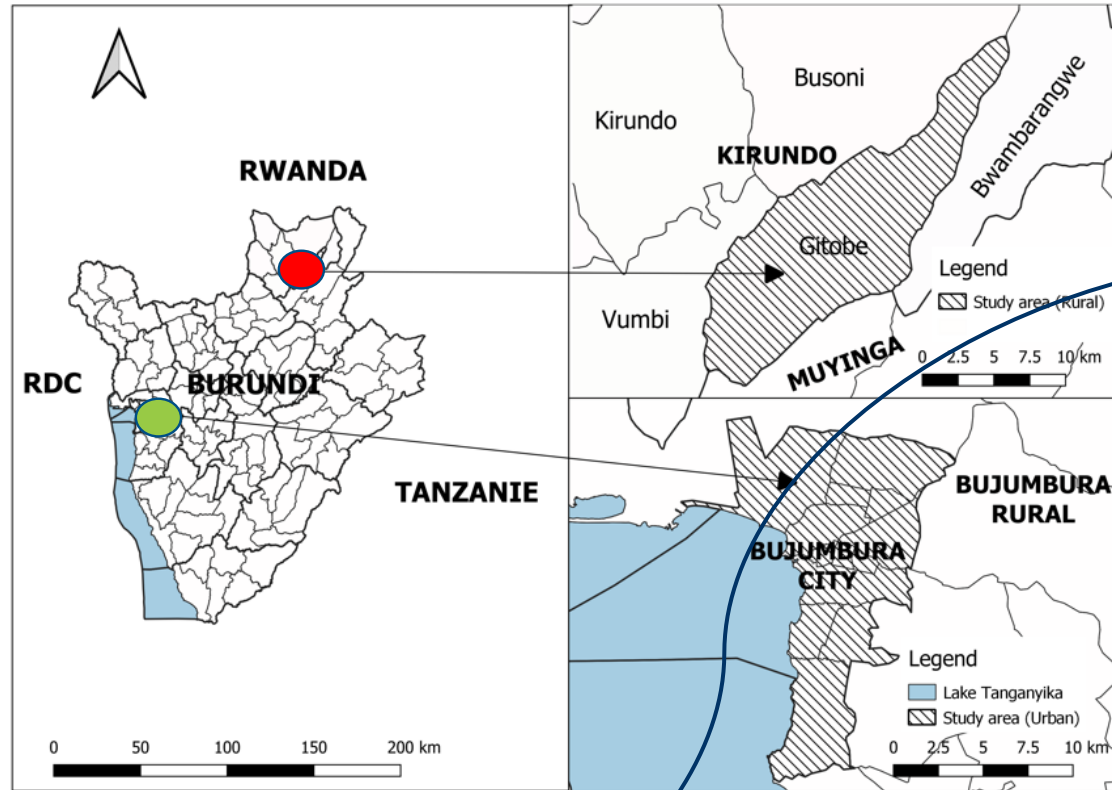 RWANDA
RDC
BURUNDI
TANZANIE
0 50 100 150 200 km
Busoni
Kirundo
KIRUNDO
Bwambarangwe
Gitobe
Vumbi
MUYINGA
Legend
Study area (Rural)
0 2.5 5 7.5 10 km
BUJUMBURA
RURAL
BUJUMBURA
CITY
Legend
Lake Tanganyika
Study area (Urban)
0 2.5 5 7.5 10 km